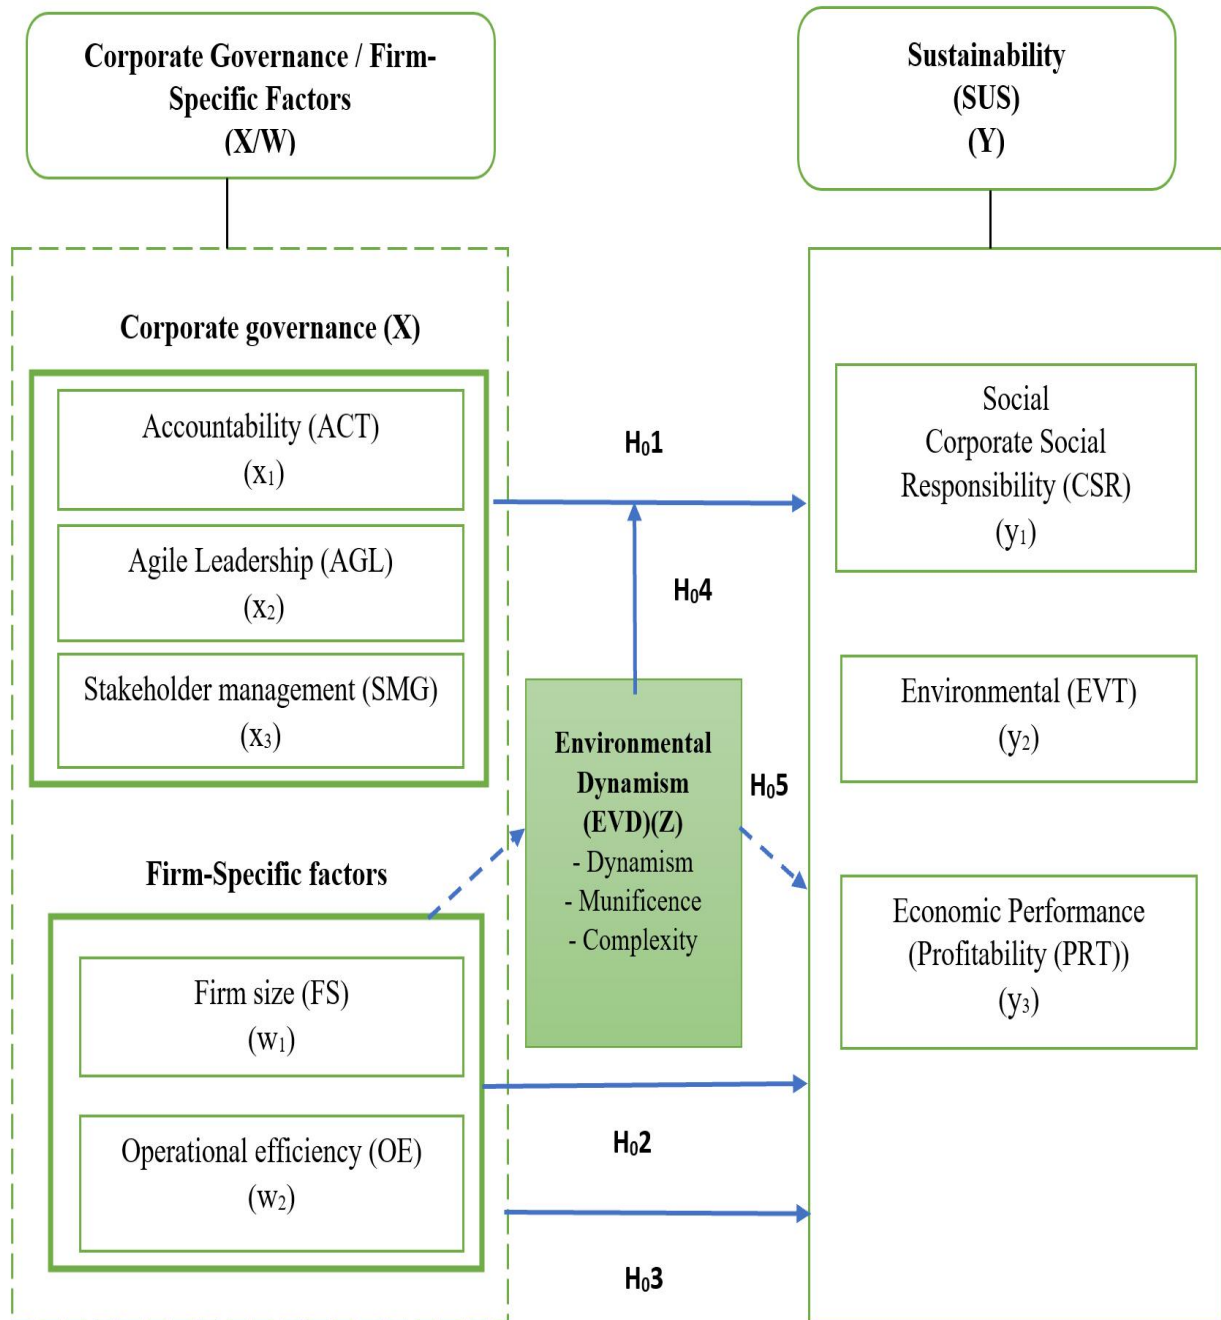 Corporate Governance / Firm-
Specific Factors
(X/W)
Sustainability
(SUS)
(Y)
Corporate governance (X)
Accountability (ACT)
(x₁)
Agile Leadership (AGL)
(x₂)
Stakeholder management (SMG)
(x₃)
H₀1
H₀4
Social
Corporate Social
Responsibility (CSR)
(y₁)
Environmental (EVT)
(y₂)
Environmental
Dynamism
(EVD)(Z)
- Dynamism
- Munificence
- Complexity
H₀5
Economic Performance
(Profitability (PRT))
(y₃)
Firm-Specific factors
Firm size (FS)
(w₁)
Operational efficiency (OE)
(w₂)
H₀2
H₀3